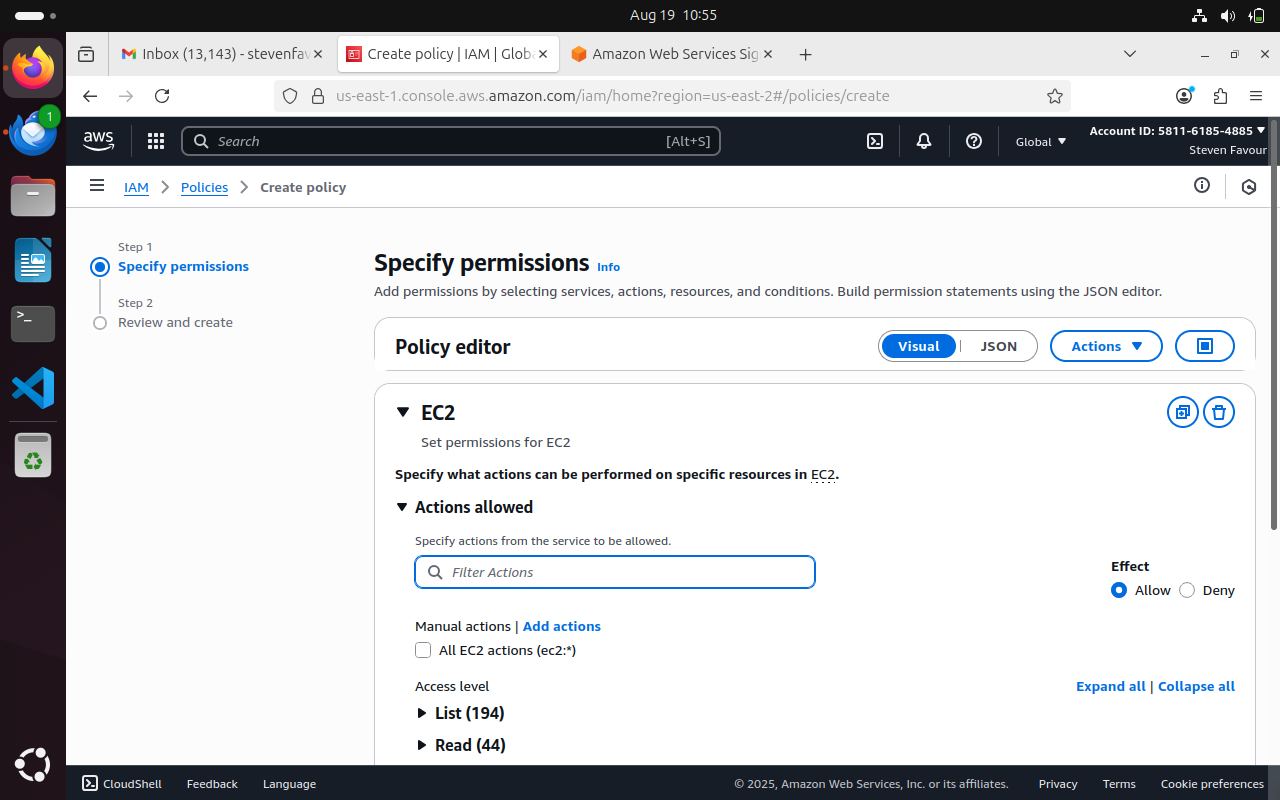 Aug 19 10:55
Inbox (13,143) - stevenfav
Create policy | IAM | Globa
Amazon Web Services Sig
us-east-1.console.aws.amazon.com/iam/home?region=us-east-2#/policies/create
1
aws
Search
[Alt+S]
Global
Account ID: 5811-6185-4885
Steven Favour
IAM
Policies
Create policy
Step 1
Specify permissions
Step 2
Review and create
Specify permissions Info
Add permissions by selecting services, actions, resources, and conditions. Build permission statements using the JSON editor.
Policy editor
Visual
JSON
Actions
EC2
Set permissions for EC2
Specify what actions can be performed on specific resources in EC2.
Actions allowed
Specify actions from the service to be allowed.
Filter Actions
Effect
Allow
Deny
Manual actions | Add actions
All EC2 actions (ec2:*)
Access level
Expand all | Collapse all
List (194)
Read (44)
CloudShell
Feedback
Language
© 2025, Amazon Web Services, Inc. or its affiliates.
Privacy
Terms
Cookie preferences